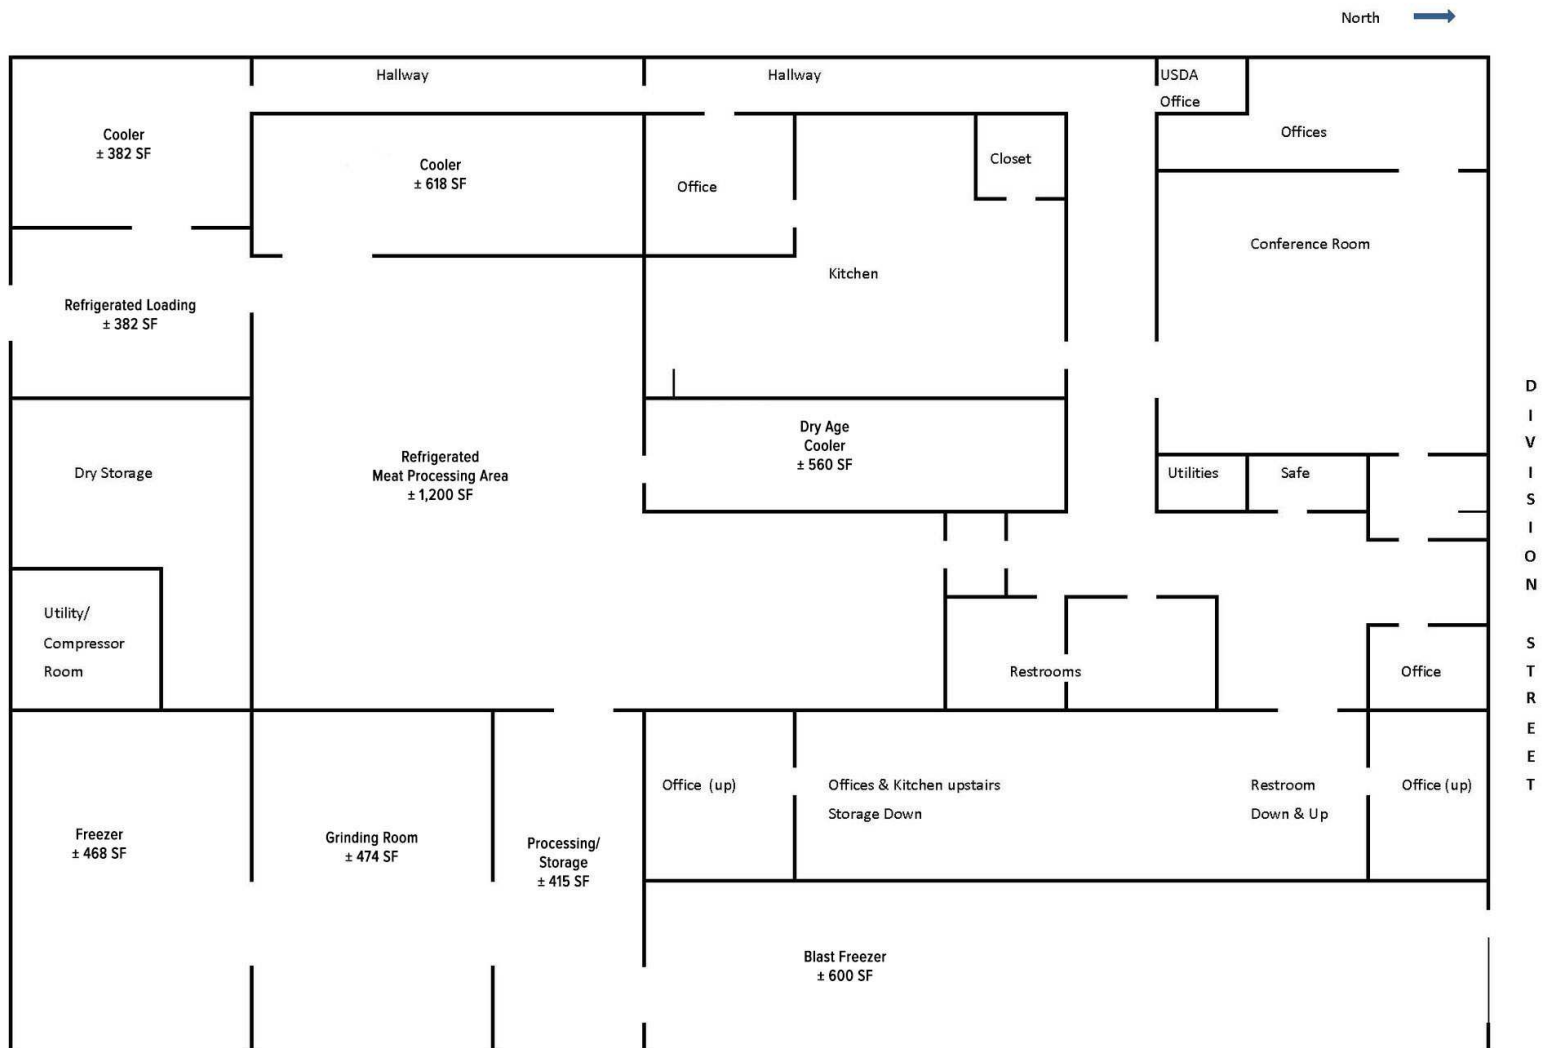 North
Hallway
Hallway
USDA
Office
Offices
Cooler
± 382 SF
Cooler
± 618 SF
Office
Closet
Conference Room
Kitchen
Refrigerated Loading
± 382 SF
Dry Storage
Refrigerated
Meat Processing Area
± 1,200 SF
Dry Age
Cooler
± 560 SF
Utilities
Safe
Utility/
Compressor
Room
Restrooms
Office
Office (up)
Offices & Kitchen upstairs
Storage Down
Restroom
Down & Up
Office (up)
Freezer
± 468 SF
Grinding Room
± 474 SF
Processing/
Storage
± 415 SF
Blast Freezer
± 600 SF
DIVISION STREET